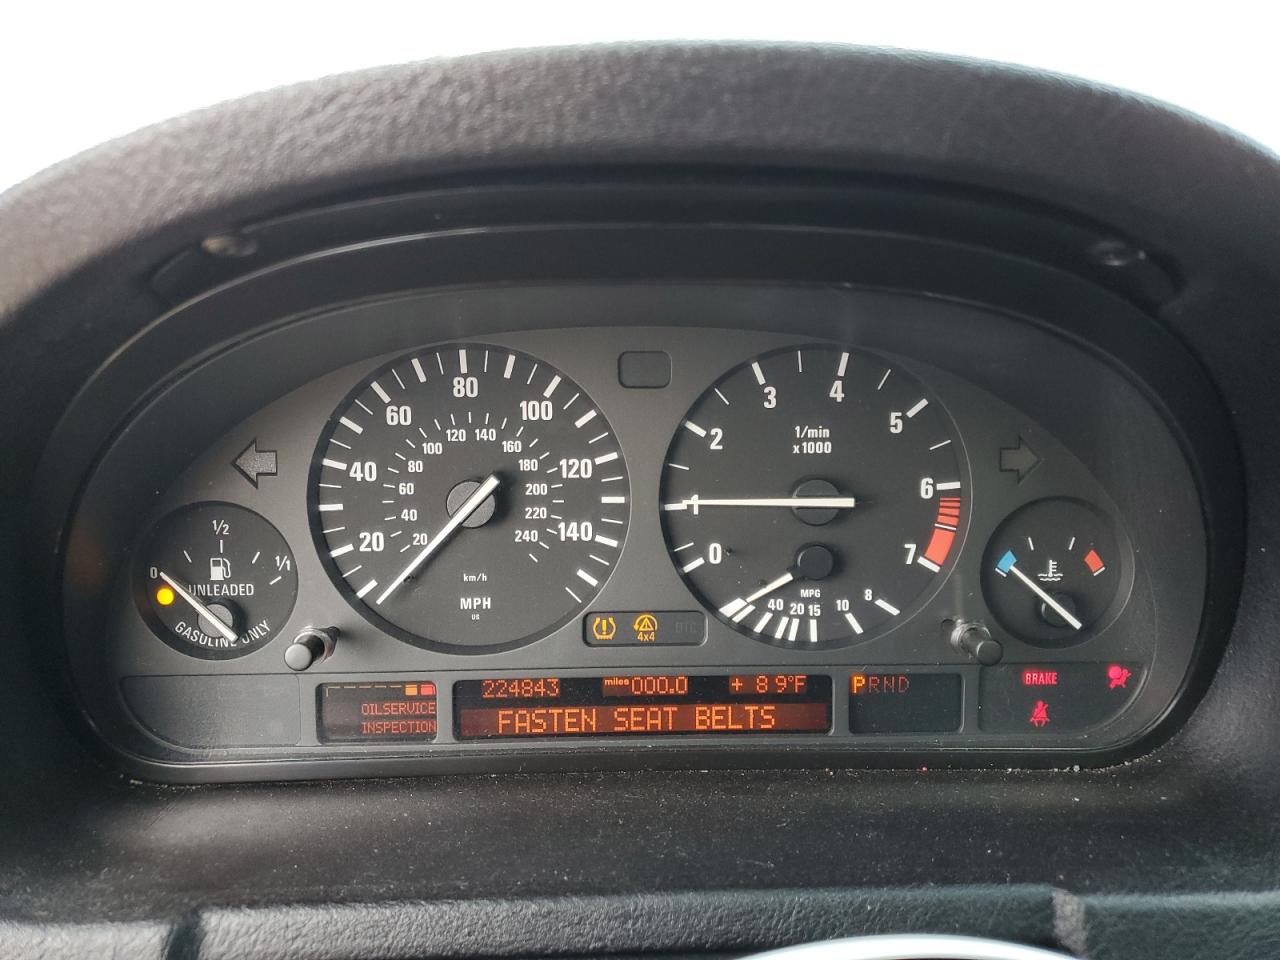 20
40
60
80
100
120
140
20
40
60
80
100
120
140
160
180
200
220
240
km/h
MPH
US
0
1
2
3
4
5
6
7
1/min
x1000
MPG
40 20 15 10 8
0
1/2
1/1
UNLEADED
GASOLINE ONLY
4x4
DTC
OILSERVICE
INSPECTION
224843
miles 000.0
+ 89°F
FASTEN SEAT BELTS
PRND
BRAKE